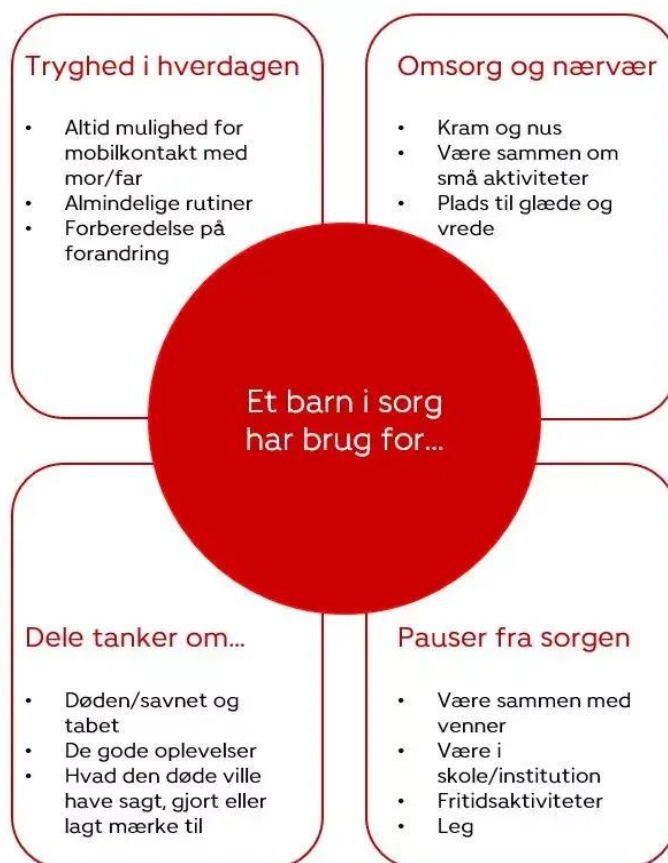 Tryghed i hverdagen
• Altid mulighed for
mobilkontakt med
mor/far
• Almindelige rutiner
• Forberedelse på
forandring
Omsorg og nærvær
• Kram og nus
• Være sammen om
små aktiviteter
• Plads til glæde og
vrede
Et barn i sorg
har brug for...
Dele tanker om...
• Døden/savnet og
tabet
• De gode oplevelser
• Hvad den døde ville
have sagt, gjort eller
lagt mærke til
Pauser fra sorgen
• Være sammen med
venner
• Være i
skole/institution
• Fritidsaktiviteter
• Leg